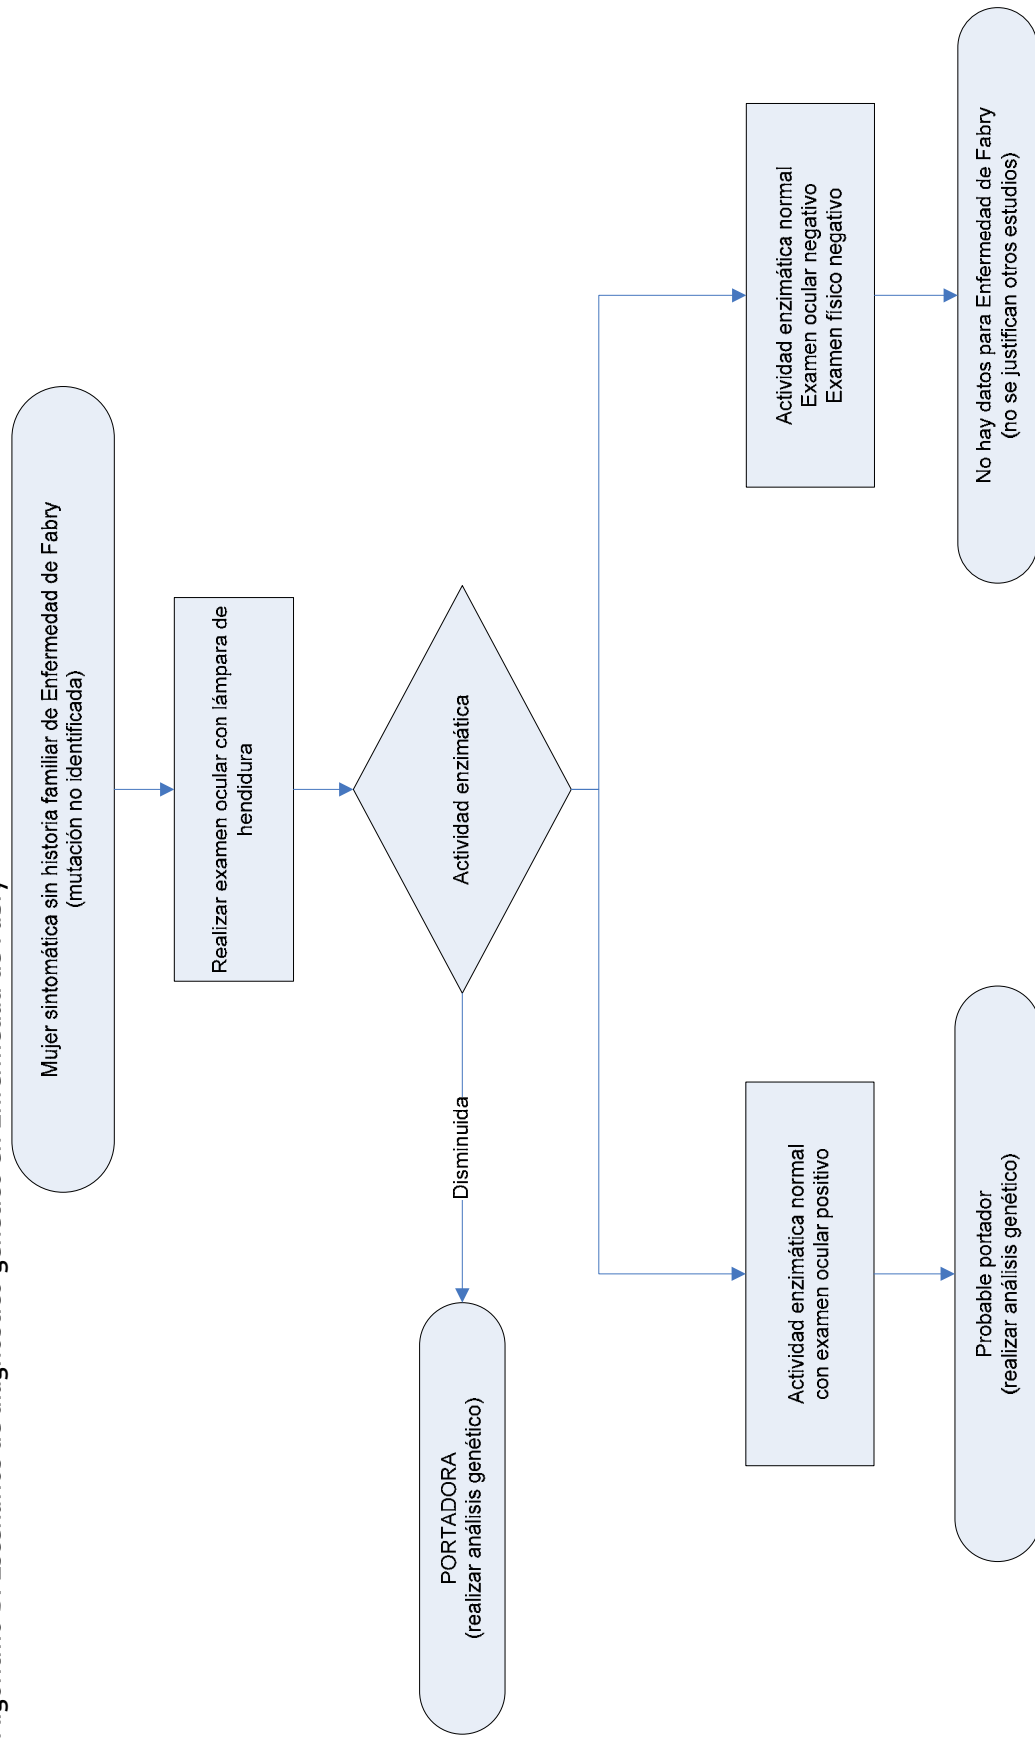 Mujer sintomática sin historia familiar de Enfermedad de Fabry
(mutación no identificada)
Realizar examen ocular con lámpara de
hendidura
Actividad enzimática
Disminuida
PORTADORA
(realizar análisis genético)
Actividad enzimática normal
con examen ocular positivo
Probable portador
(realizar análisis genético)
Actividad enzimática normal
Examen ocular negativo
Examen físico negativo
No hay datos para Enfermedad de Fabry
(no se justifican otros estudios)